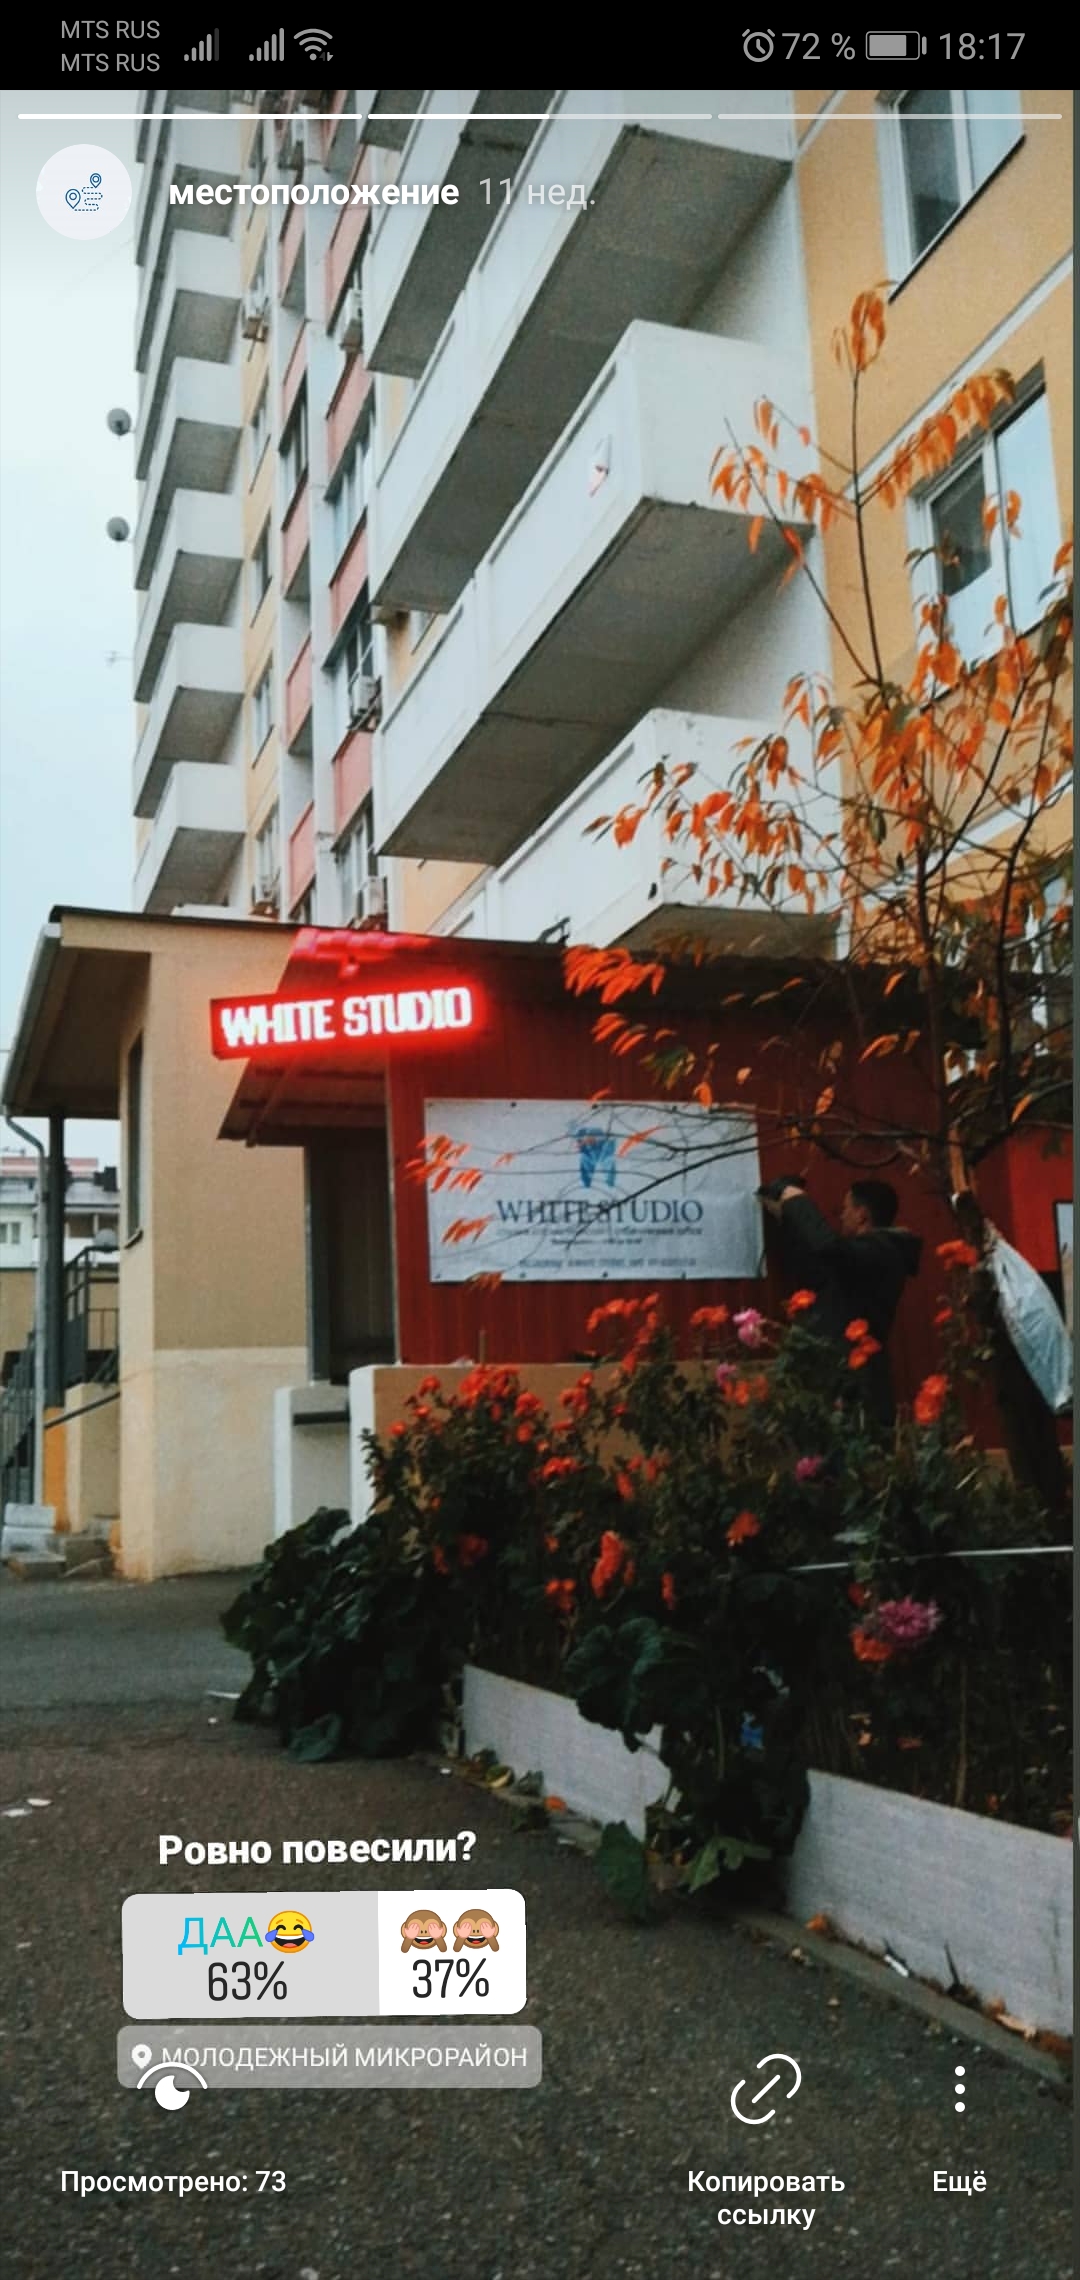 MTS RUS
MTS RUS
72 %
18:17
местоположение 11 нед.
WHITE STUDIO
WHITE STUDIO
Ровно повесили?
ДАА😂
63%
🙈🙈
37%
МОЛОДЕЖНЫЙ МИКРОРАЙОН
Просмотрено: 73
Копировать
ссылку
Ещё